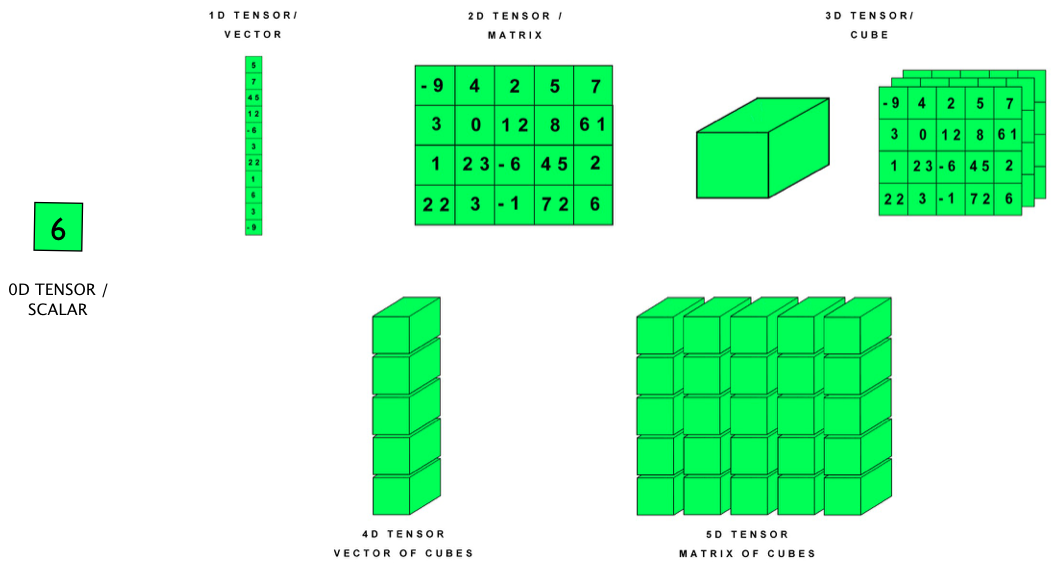 1D TENSOR/
VECTOR
5
7
45
12
-6
3
22
1
6
3
-9
2D TENSOR /
MATRIX
-9 4 2 5 7
3 0 12 8 61
1 23 -6 45 2
22 3 -1 72 6
3D TENSOR/
CUBE
-9 4 2 5 7
3 0 12 8 61
1 23 -6 45 2
22 3 -1 72 6
6
0D TENSOR /
SCALAR
4D TENSOR
VECTOR OF CUBES
5D TENSOR
MATRIX OF CUBES